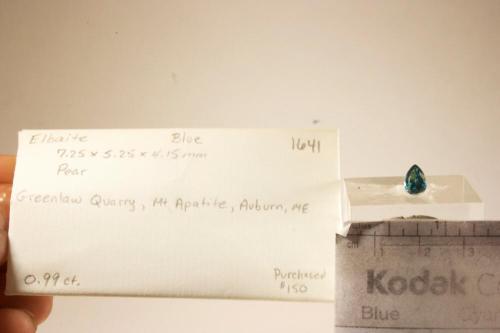 Elbaite Blue 1641
7.25 x 5.25 x 4.15 mm
Pear
Greenlaw Quarry, Mt Apatite, Auburn, ME
0.99 ct.
Purchased
$150
cm 1 2 3
Kodak C
Blue Cya